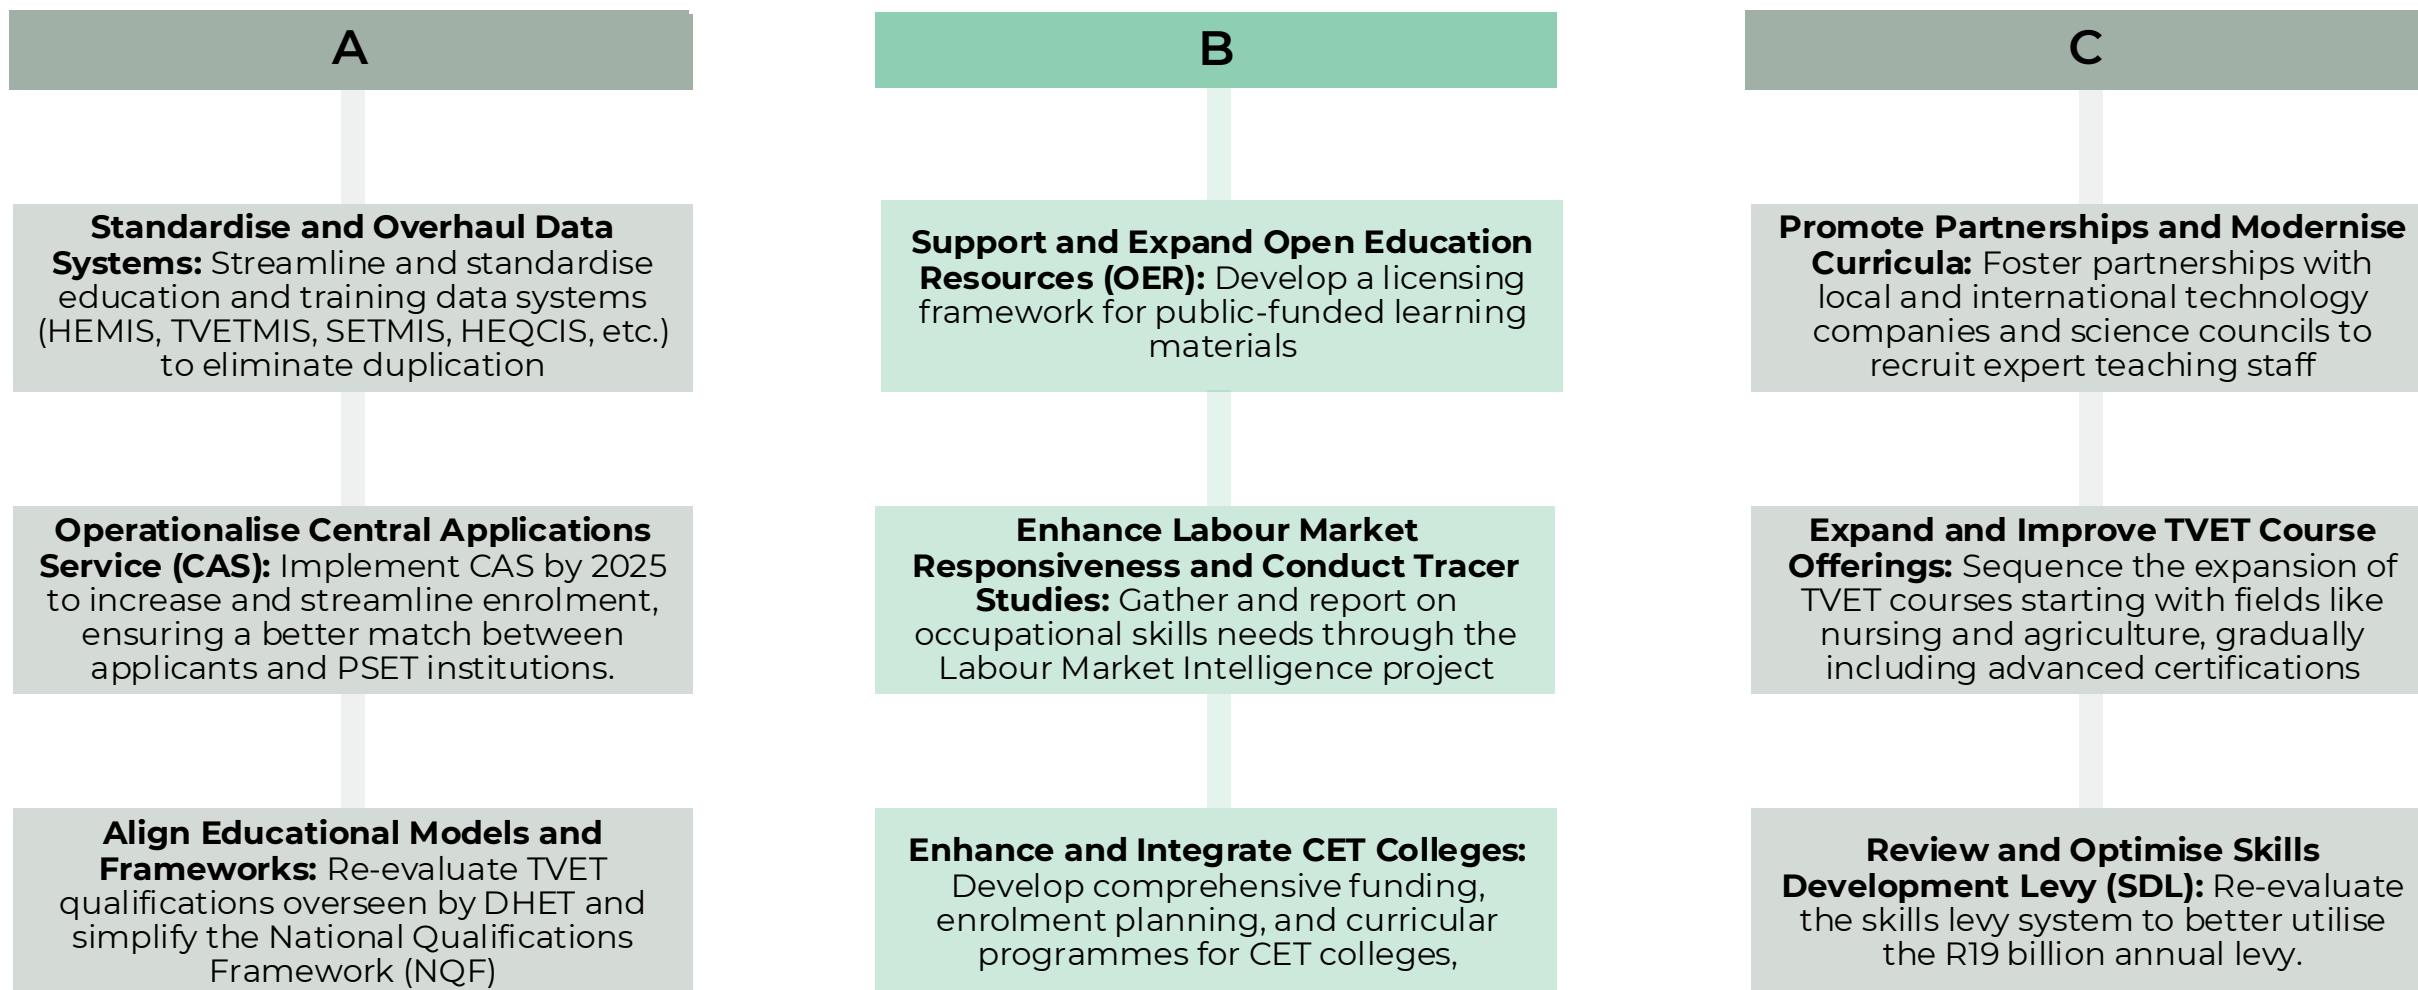 A
Standardise and Overhaul Data
Systems: Streamline and standardise
education and training data systems
(HEMIS, TVETMIS, SETMIS, HEQCIS, etc.)
to eliminate duplication
Operationalise Central Applications
Service (CAS): Implement CAS by 2025
to increase and streamline enrolment,
ensuring a better match between
applicants and PSET institutions.
Align Educational Models and
Frameworks: Re-evaluate TVET
qualifications overseen by DHET and
simplify the National Qualifications
Framework (NQF)
B
Support and Expand Open Education
Resources (OER): Develop a licensing
framework for public-funded learning
materials
Enhance Labour Market
Responsiveness and Conduct Tracer
Studies: Gather and report on
occupational skills needs through the
Labour Market Intelligence project
Enhance and Integrate CET Colleges:
Develop comprehensive funding,
enrolment planning, and curricular
programmes for CET colleges,
C
Promote Partnerships and Modernise
Curricula: Foster partnerships with
local and international technology
companies and science councils to
recruit expert teaching staff
Expand and Improve TVET Course
Offerings: Sequence the expansion of
TVET courses starting with fields like
nursing and agriculture, gradually
including advanced certifications
Review and Optimise Skills
Development Levy (SDL): Re-evaluate
the skills levy system to better utilise
the R19 billion annual levy.